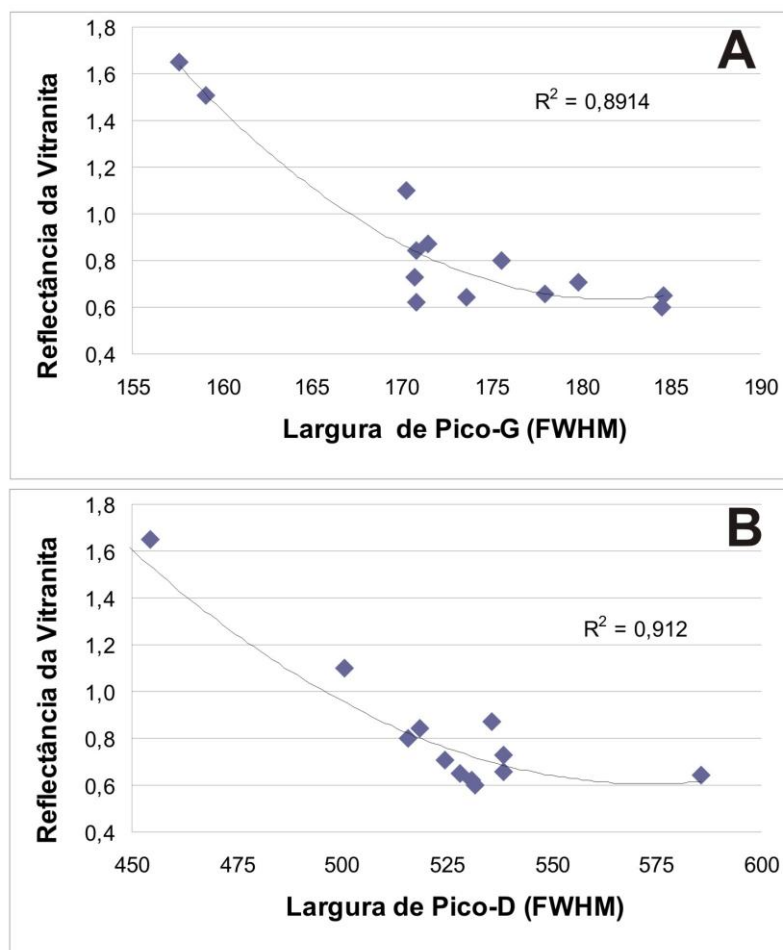 A
R² = 0,8914
Reflectância da Vitranita
1,8
1,6
1,4
1,2
1,0
0,8
0,6
0,4
155 160 165 170 175 180 185 190
Largura de Pico-G (FWHM)
B
R² = 0,912
Reflectância da Vitranita
1,8
1,6
1,4
1,2
1,0
0,8
0,6
0,4
450 475 500 525 550 575 600
Largura de Pico-D (FWHM)